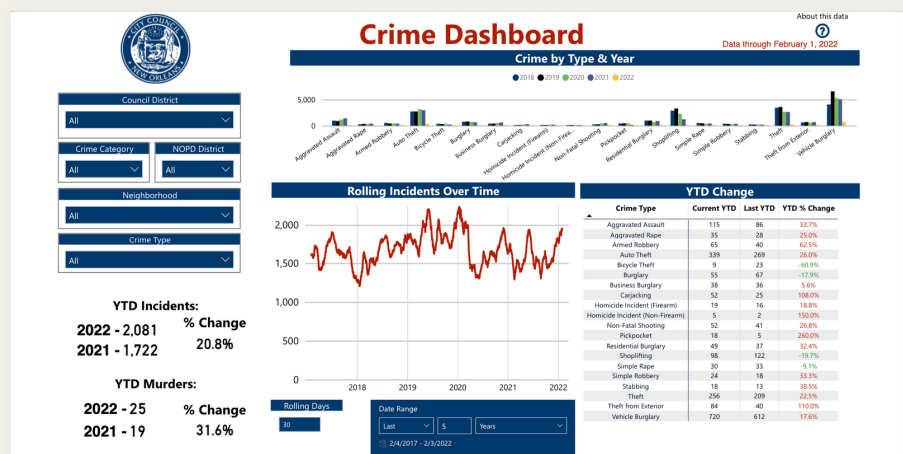 CITY COUNCIL
NEW ORLEANS
Crime Dashboard
About this data
?
Data through February 1, 2022
Crime by Type & Year
2018 2019 2020 2021 2022
5,000
0
Aggravated Assault
Aggravated Rape
Armed Robbery
Auto Theft
Bicycle Theft
Burglary
Business Burglary
Carjacking
Homicide Incident (Firearm)
Homicide Incident (Non-Firea...
Non-Fatal Shooting
Pickpocket
Residential Burglary
Shoplifting
Simple Rape
Simple Robbery
Stabbing
Theft
Theft from Exterior
Vehicle Burglary
Council District
All
Crime Category
All
NOPD District
All
Neighborhood
All
Crime Type
All
YTD Incidents:
2022 - 2,081
2021 - 1,722
% Change
20.8%
YTD Murders:
2022 - 25
2021 - 19
% Change
31.6%
Rolling Incidents Over Time
2,000
1,500
1,000
500
0
2018 2019 2020 2021 2022
Rolling Days
30
Date Range
Last 5 Years
2/4/2017 - 2/3/2022
YTD Change
Crime Type Current YTD Last YTD YTD % Change
Aggravated Assault 115 86 33.7%
Aggravated Rape 35 28 25.0%
Armed Robbery 65 40 62.5%
Auto Theft 339 269 26.0%
Bicycle Theft 9 23 -60.9%
Burglary 55 67 -17.9%
Business Burglary 38 36 5.6%
Carjacking 52 25 108.0%
Homicide Incident (Firearm) 19 16 18.8%
Homicide Incident (Non-Firearm) 5 2 150.0%
Non-Fatal Shooting 52 41 26.8%
Pickpocket 18 5 260.0%
Residential Burglary 49 37 32.4%
Shoplifting 98 122 -19.7%
Simple Rape 30 33 -9.1%
Simple Robbery 24 18 33.3%
Stabbing 18 13 38.5%
Theft 256 209 22.5%
Theft from Exterior 84 40 110.0%
Vehicle Burglary 720 612 17.6%